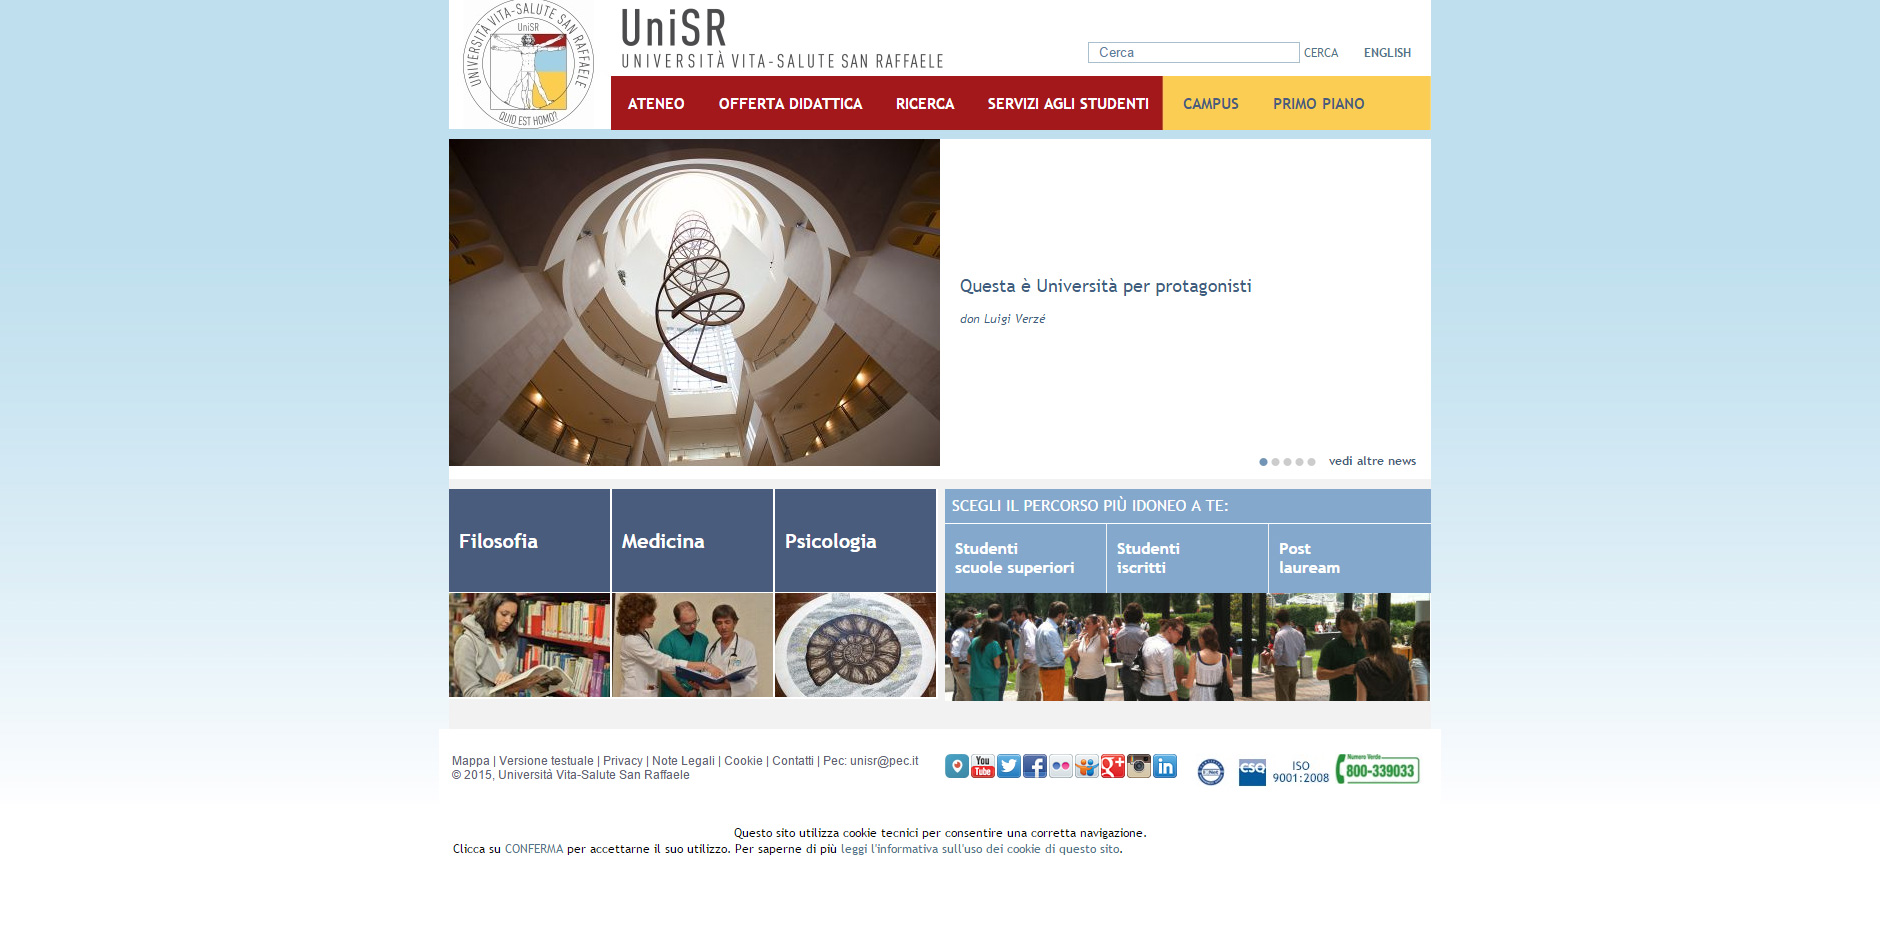 UNIVERSITÀ VITA-SALUTE SAN RAFFAELE
UniSR
QUID EST HOMO?
UniSR
UNIVERSITÀ VITA-SALUTE SAN RAFFAELE
Cerca CERCA ENGLISH
ATENEO OFFERTA DIDATTICA RICERCA SERVIZI AGLI STUDENTI CAMPUS PRIMO PIANO
Questa è Università per protagonisti
don Luigi Verzé
vedi altre news
Filosofia Medicina Psicologia
SCEGLI IL PERCORSO PIÙ IDONEO A TE:
Studenti
scuole superiori
Studenti
iscritti
Post
lauream
Mappa | Versione testuale | Privacy | Note Legali | Cookie | Contatti | Pec: unisr@pec.it
© 2015, Università Vita-Salute San Raffaele
You
Tube
CSQ
ISO
9001:2008
Numero Verde
800-339033
Questo sito utilizza cookie tecnici per consentire una corretta navigazione.
Clicca su CONFERMA per accettarne il suo utilizzo. Per saperne di più leggi l'informativa sull'uso dei cookie di questo sito.